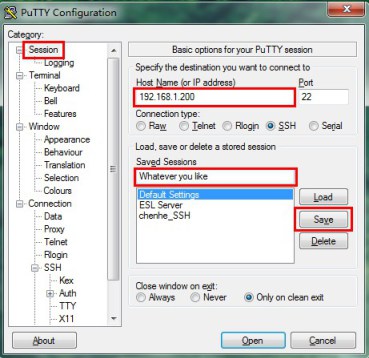 PuTTY Configuration
Category:
Session
Logging
Terminal
Keyboard
Bell
Features
Window
Appearance
Behaviour
Translation
Selection
Colours
Connection
Data
Proxy
Telnet
Rlogin
SSH
Kex
Auth
TTY
X11
Basic options for your PuTTY session
Specify the destination you want to connect to
Host Name (or IP address) Port
192.168.1.200 22
Connection type:
Raw Telnet Rlogin SSH Serial
Load, save or delete a stored session
Saved Sessions
Whatever you like
Default Settings
ESL Server
chenhe_SSH
Load
Save
Delete
Close window on exit:
Always Never Only on clean exit
About Open Cancel